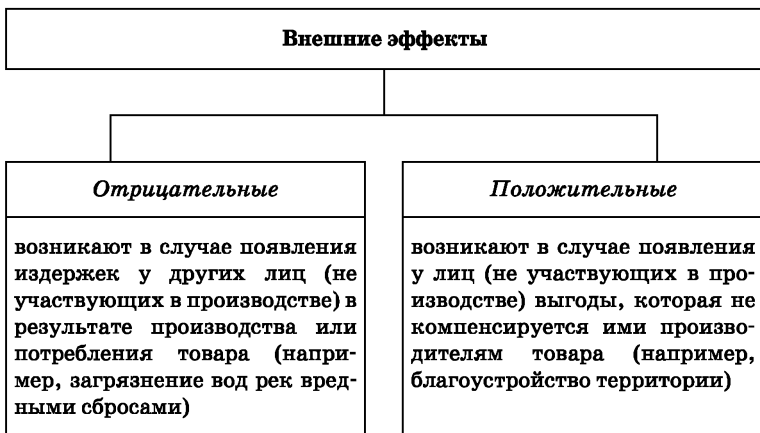 Внешние эффекты
Отрицательные
возникают в случае появления
издержек у других лиц (не
участвующих в производстве) в
результате производства или
потребления товара (напри-
мер, загрязнение вод рек вред-
ными сбросами)
Положительные
возникают в случае появления
у лиц (не участвующих в про-
изводстве) выгоды, которая не
компенсируется ими произво-
дителям товара (например,
благоустройство территории)